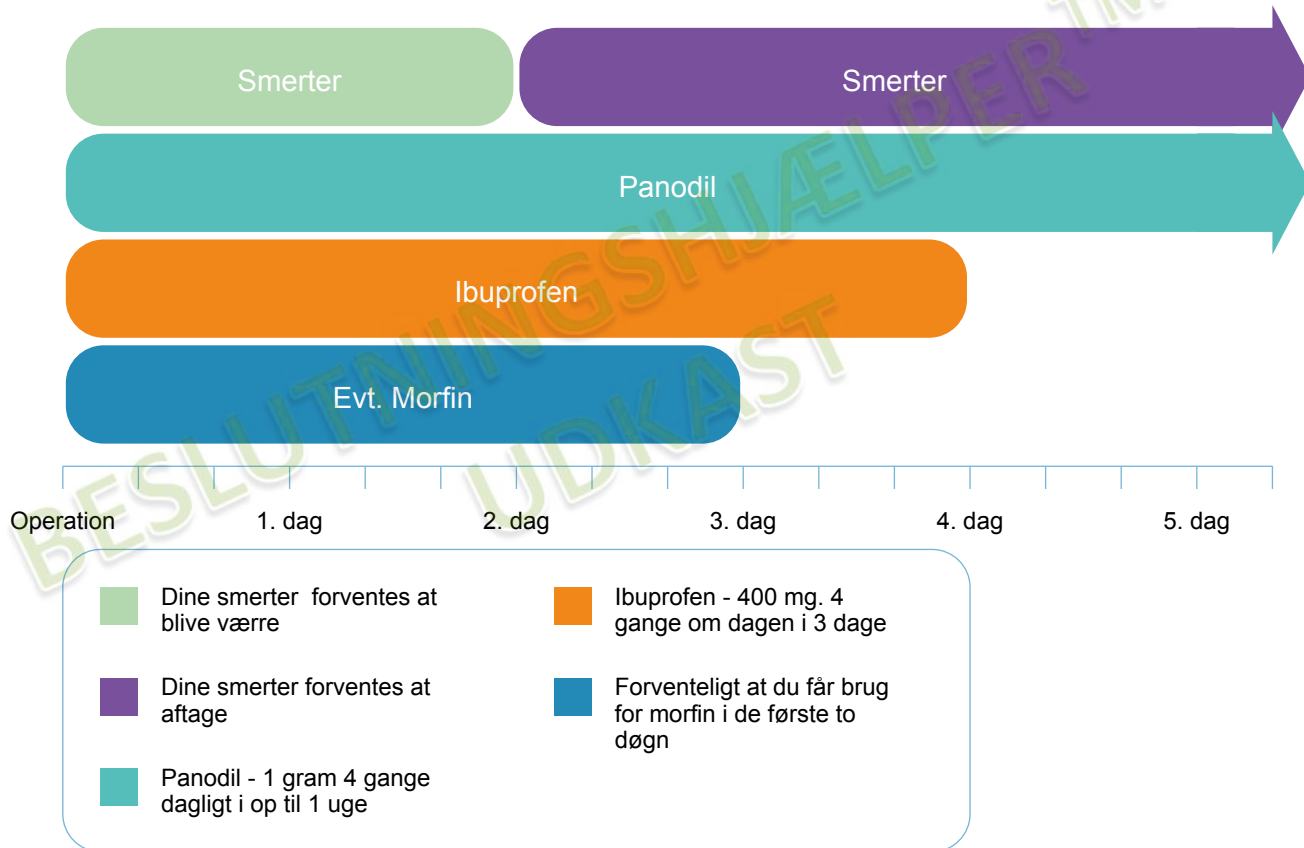 Smerter
Smerter
Panodil
Ibuprofen
Evt. Morfin
BESLUTNINGSHJÆLPER™
UDKAST
Operation
1. dag
2. dag
3. dag
4. dag
5. dag
Dine smerter forventes at
blive værre
Dine smerter forventes at
aftage
Panodil - 1 gram 4 gange
dagligt i op til 1 uge
Ibuprofen - 400 mg. 4
gange om dagen i 3 dage
Forventeligt at du får brug
for morfin i de første to
døgn